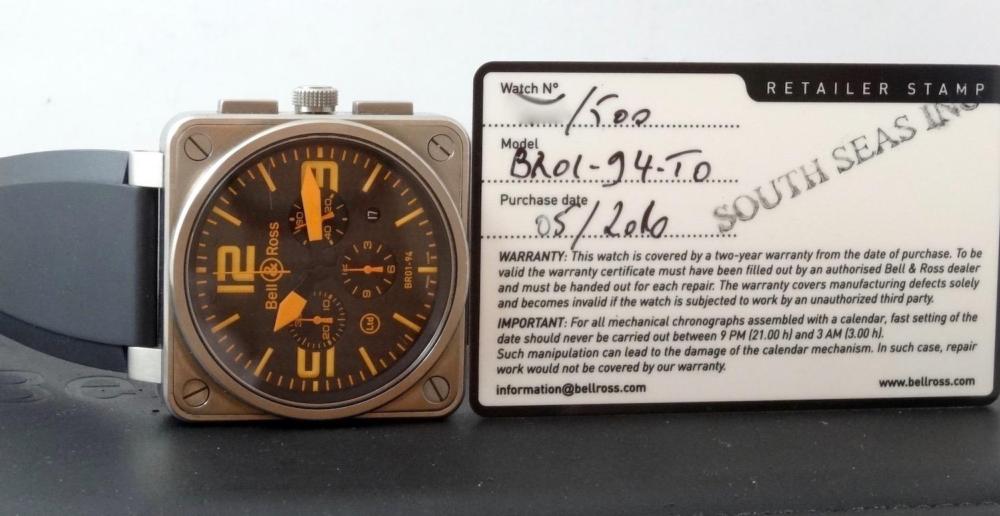 12
Bell & Ross
BR01-94
Ltd
17
Watch Nº
/500
Model
BR01-94-TO
Purchase date
05/
RETAILER STAMP
SOUTH SEAS INC
WARRANTY: This watch is covered by a two-year warranty from the date of purchase. To be
valid the warranty certificate must have been filled out by an authorised Bell & Ross dealer
and must be handed out for each repair. The warranty covers manufacturing defects solely
and becomes invalid if the watch is subjected to work by an unauthorized third party.
IMPORTANT: For all mechanical chronographs assembled with a calendar, fast setting of the
date should never be carried out between 9 PM (21.00 h) and 3 AM (3.00 h).
Such manipulation can lead to the damage of the calendar mechanism. In such case, repair
work would not be covered by our warranty.
information@bellross.com
www.bellross.com